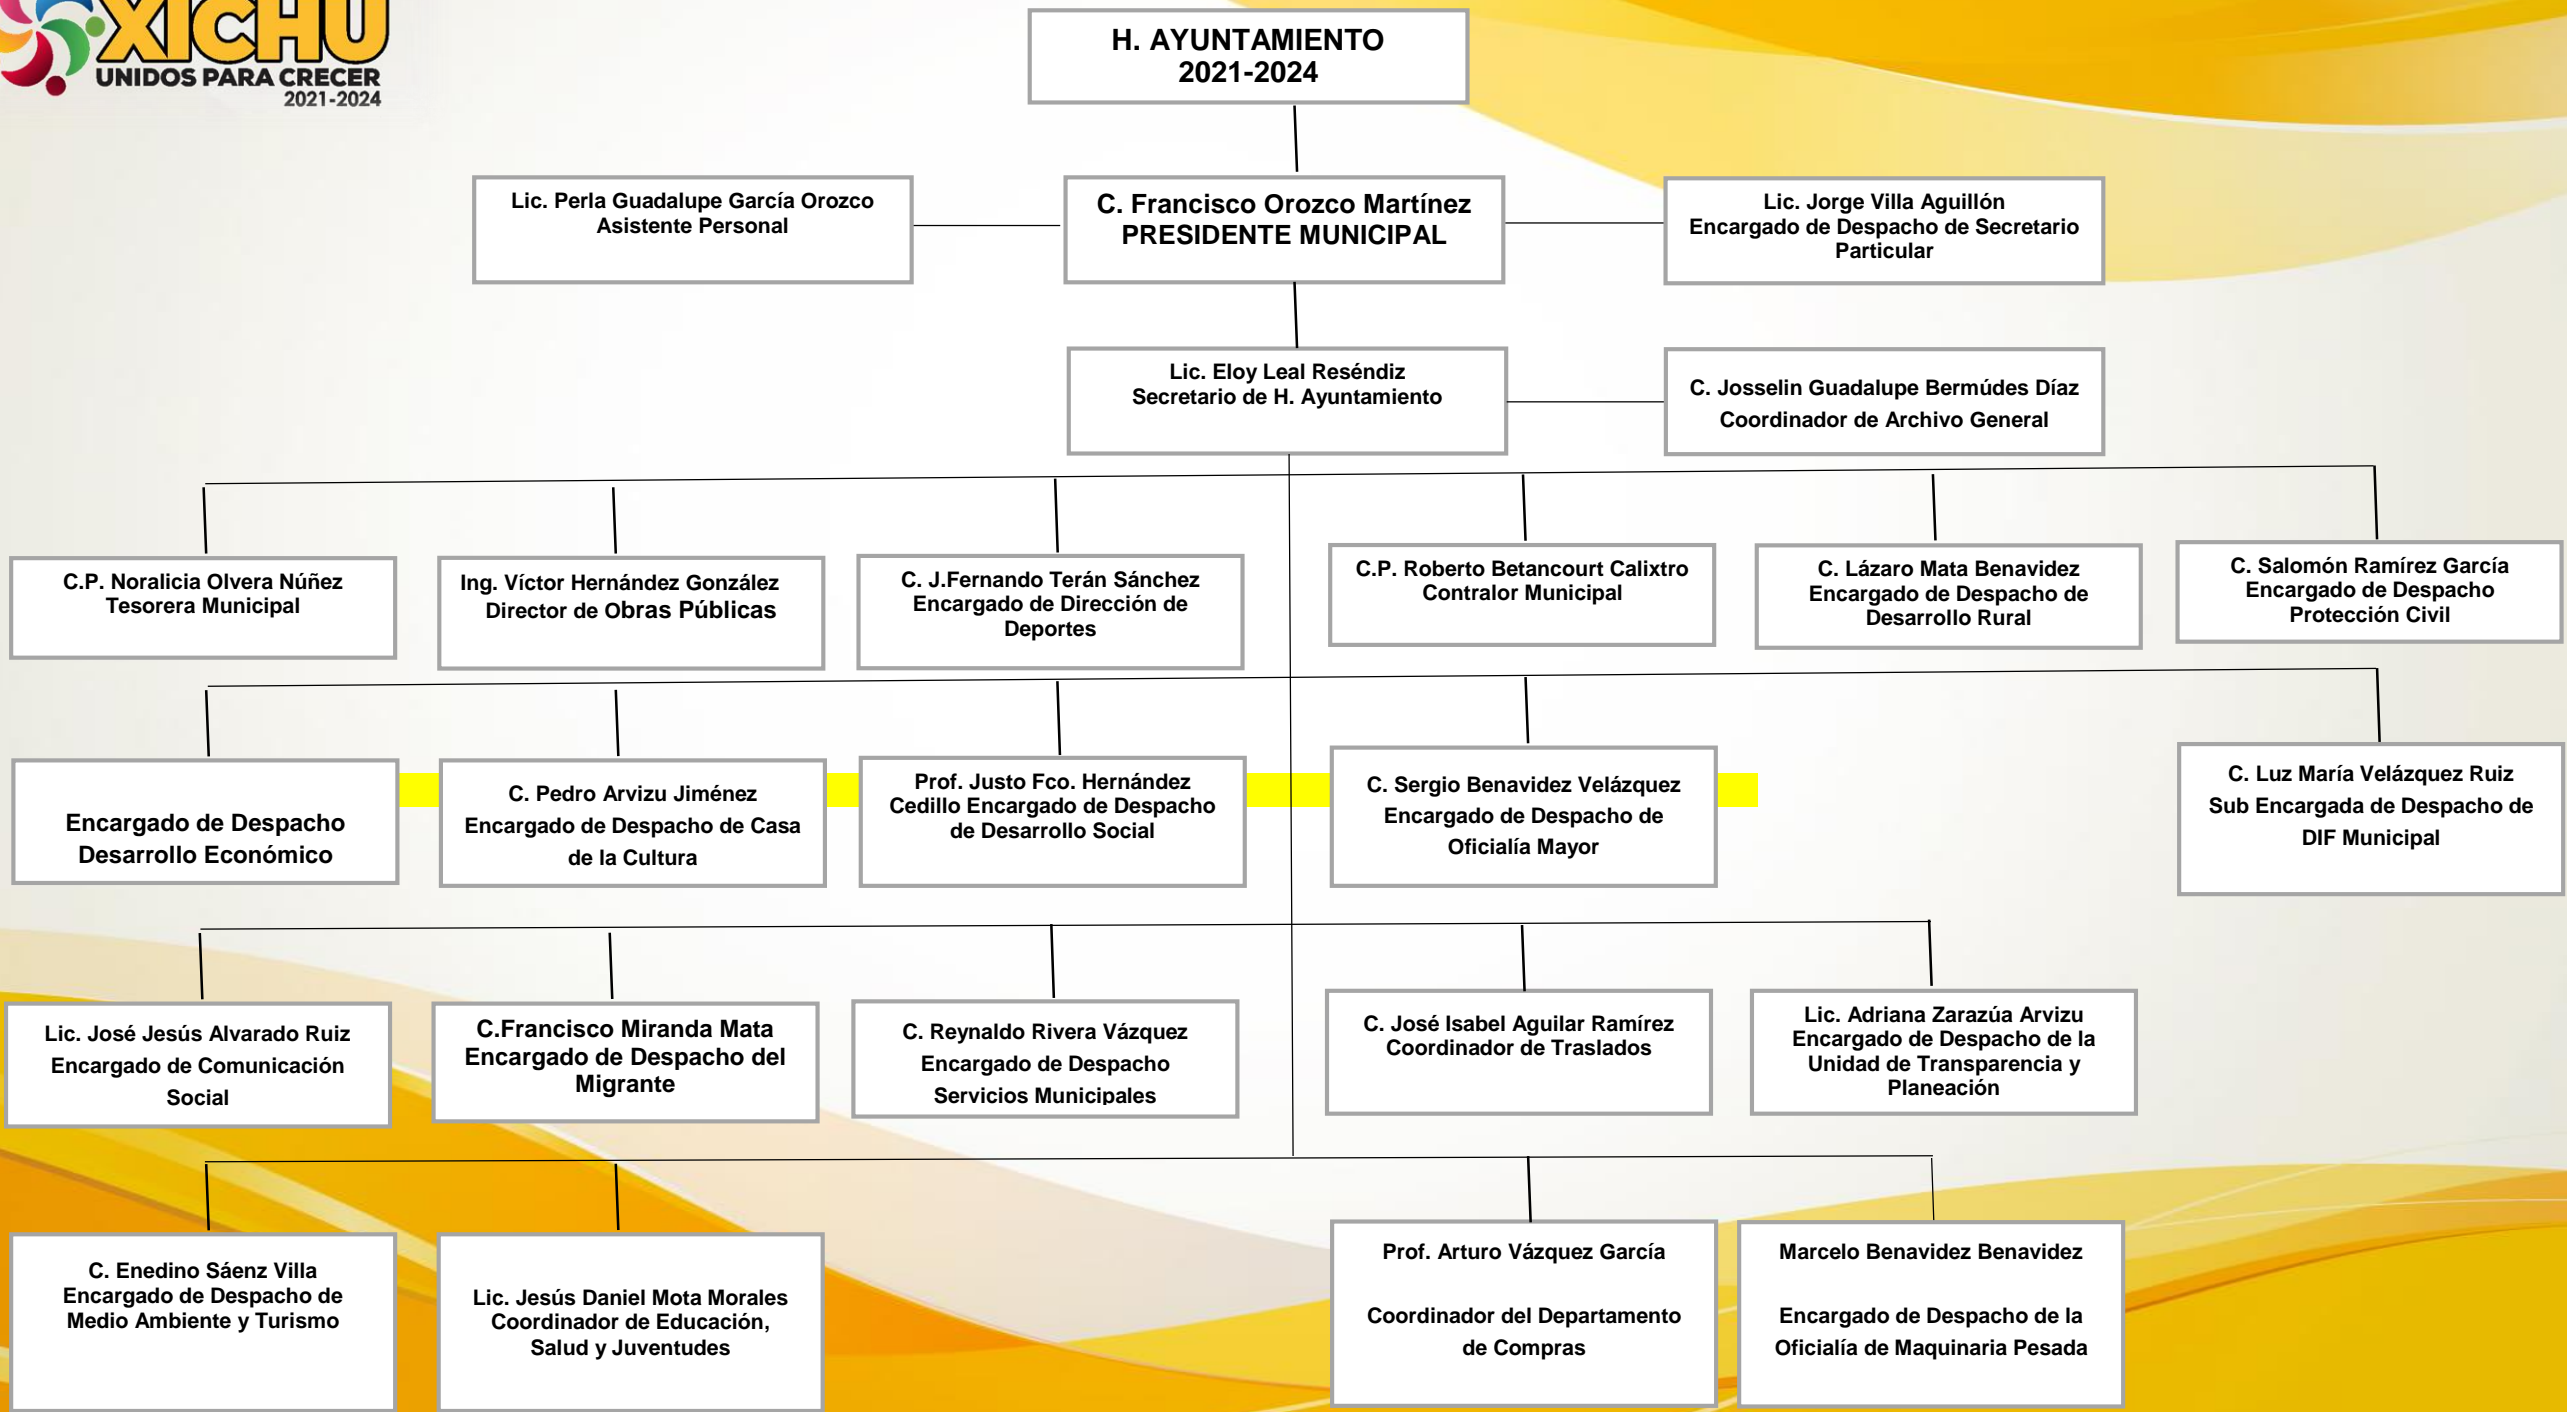 XICHU
UNIDOS PARA CRECER
2021-2024
H. AYUNTAMIENTO
2021-2024
Lic. Perla Guadalupe García Orozco
Asistente Personal
C. Francisco Orozco Martínez
PRESIDENTE MUNICIPAL
Lic. Jorge Villa Aguillón
Encargado de Despacho de Secretario
Particular
Lic. Eloy Leal Reséndiz
Secretario de H. Ayuntamiento
C. Josselin Guadalupe Bermúdes Díaz
Coordinador de Archivo General
C.P. Noralicia Olvera Núñez
Tesorera Municipal
Ing. Víctor Hernández González
Director de Obras Públicas
C. J.Fernando Terán Sánchez
Encargado de Dirección de
Deportes
C.P. Roberto Betancourt Calixtro
Contralor Municipal
C. Lázaro Mata Benavidez
Encargado de Despacho de
Desarrollo Rural
C. Salomón Ramírez García
Encargado de Despacho
Protección Civil
Encargado de Despacho
Desarrollo Económico
C. Pedro Arvizu Jiménez
Encargado de Despacho de Casa
de la Cultura
Prof. Justo Fco. Hernández
Cedillo Encargado de Despacho
de Desarrollo Social
C. Sergio Benavidez Velázquez
Encargado de Despacho de
Oficialía Mayor
C. Luz María Velázquez Ruiz
Sub Encargada de Despacho de
DIF Municipal
Lic. José Jesús Alvarado Ruiz
Encargado de Comunicación
Social
C.Francisco Miranda Mata
Encargado de Despacho del
Migrante
C. Reynaldo Rivera Vázquez
Encargado de Despacho
Servicios Municipales
C. José Isabel Aguilar Ramírez
Coordinador de Traslados
Lic. Adriana Zarazúa Arvizu
Encargado de Despacho de la
Unidad de Transparencia y
Planeación
C. Enedino Sáenz Villa
Encargado de Despacho de
Medio Ambiente y Turismo
Lic. Jesús Daniel Mota Morales
Coordinador de Educación,
Salud y Juventudes
Prof. Arturo Vázquez García
Coordinador del Departamento
de Compras
Marcelo Benavidez Benavidez
Encargado de Despacho de la
Oficialía de Maquinaria Pesada